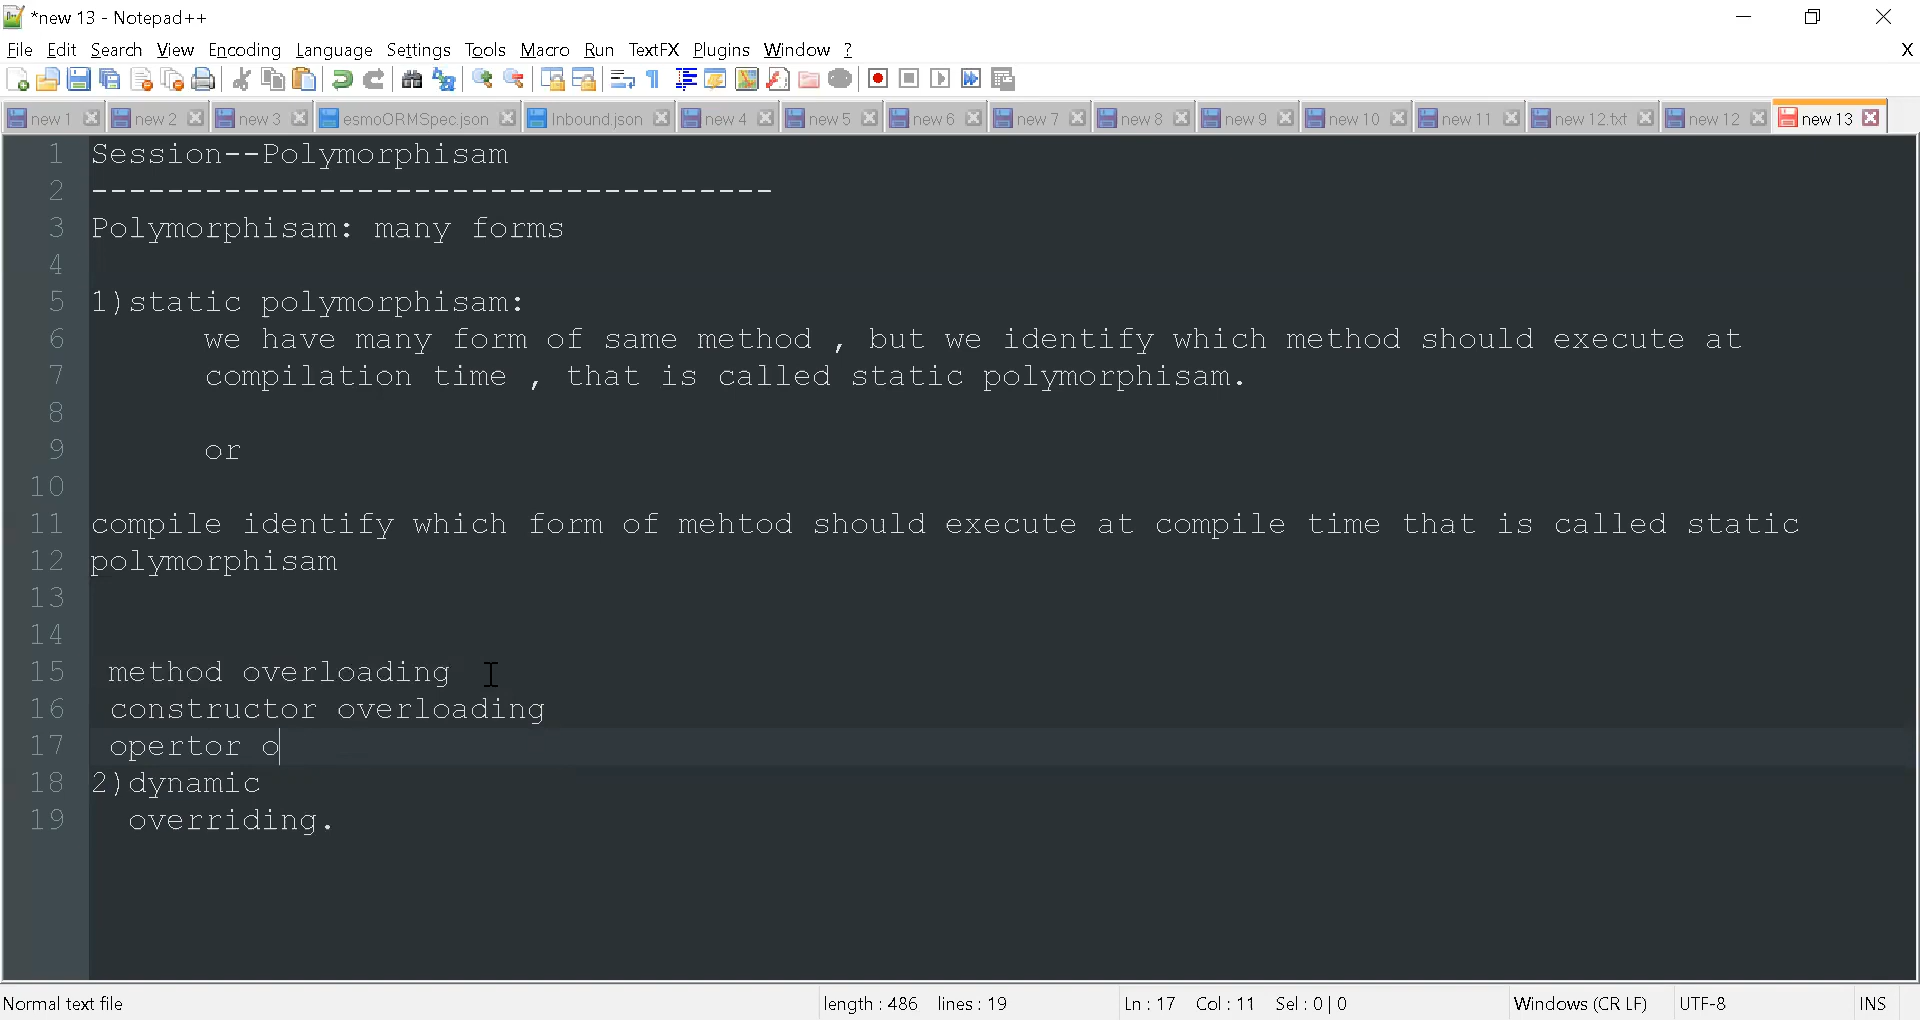 *new 13 - Notepad++
File Edit Search View Encoding Language Settings Tools Macro Run TextFX Plugins Window ? X
new 1 new 2 new 3 esmoORMSpec.json Inbound.json new 4 new 5 new 6 new 7 new 8 new 9 new 10 new 11 new 12.txt new 12 new 13
1 Session--Polymorphisam
2 ------------------------------------
3 Polymorphisam: many forms
4
5 1)static polymorphisam:
6 we have many form of same method , but we identify which method should execute at
7 compilation time , that is called static polymorphisam.
8
9 or
10
11 compile identify which form of mehtod should execute at compile time that is called static
12 polymorphisam
13
14
15 method overloading
16 constructor overloading
17 opertor o
18 2)dynamic
19 overriding.
Normal text file length : 486 lines : 19 Ln : 17 Col : 11 Sel : 0 | 0 Windows (CR LF) UTF-8 INS